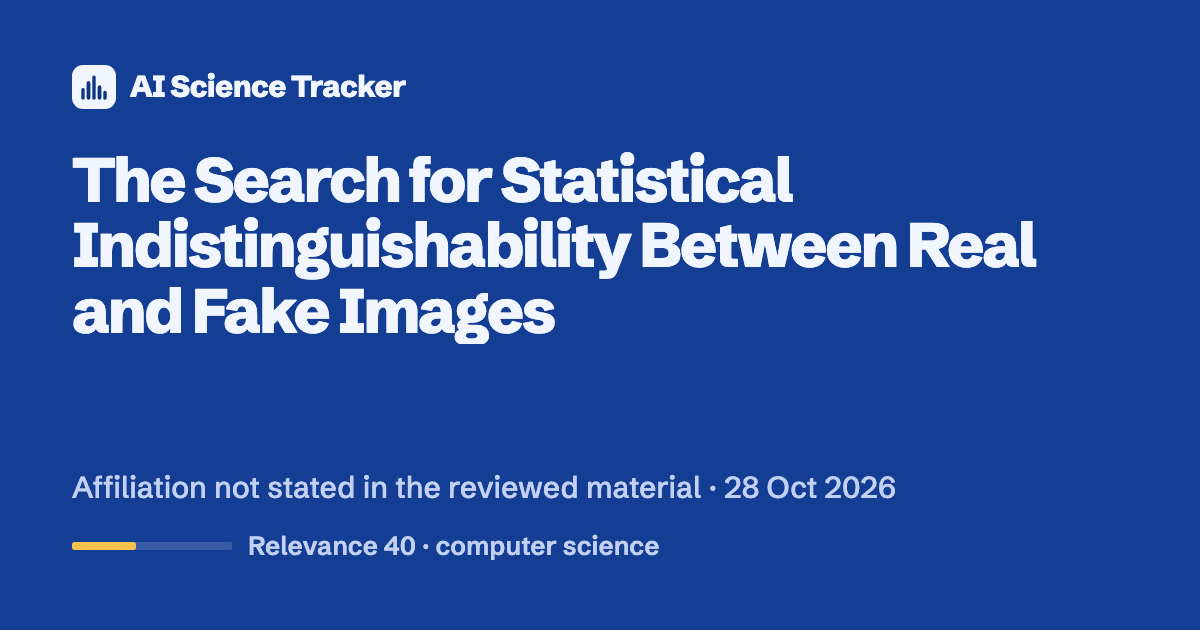 AI Science Tracker
The Search for Statistical
Indistinguishability Between Real
and Fake Images
Affiliation not stated in the reviewed material · 28 Oct 2026
Relevance 40 · computer science